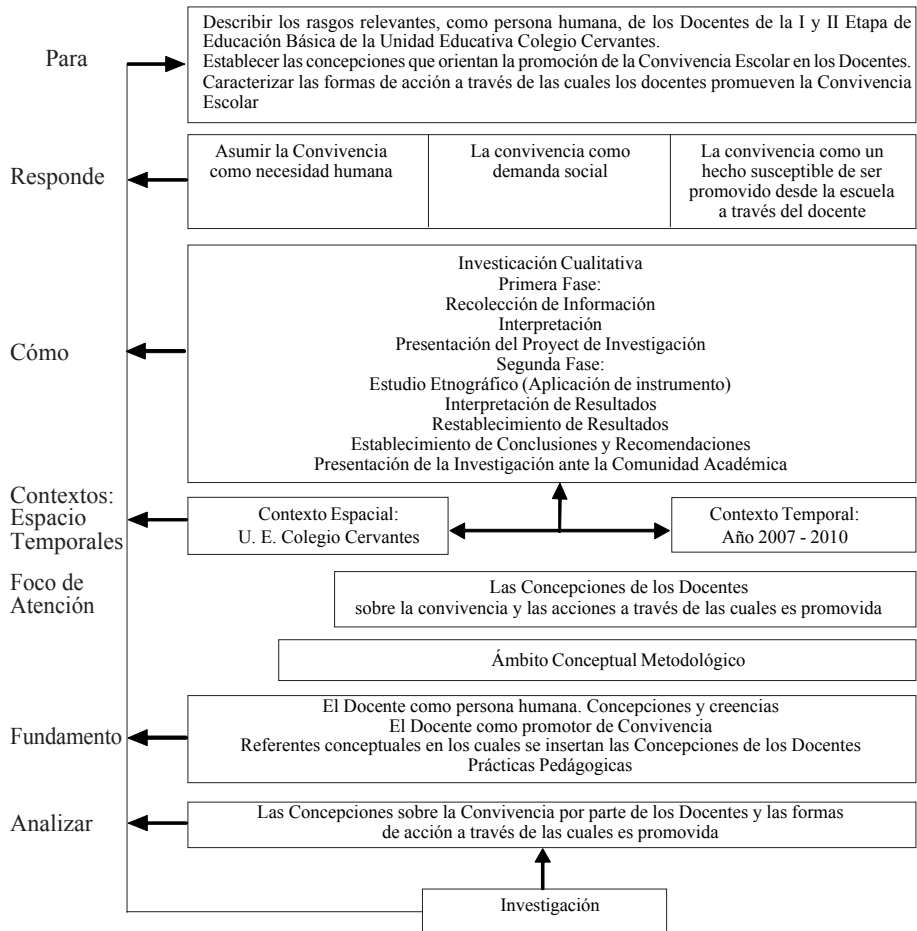 Para
Describir los rasgos relevantes, como persona humana, de los Docentes de la I y II Etapa de
Educación Básica de la Unidad Educativa Colegio Cervantes.
Establecer las concepciones que orientan la promoción de la Convivencia Escolar en los Docentes.
Caracterizar las formas de acción a través de las cuales los docentes promueven la Convivencia
Escolar
Responde
Asumir la Convivencia
como necesidad humana
La convivencia como
demanda social
La convivencia como un
hecho susceptible de ser
promovido desde la escuela
a través del docente
Cómo
Investicación Cualitativa
Primera Fase:
Recolección de Información
Interpretación
Presentación del Proyect de Investigación
Segunda Fase:
Estudio Etnográfico (Aplicación de instrumento)
Interpretación de Resultados
Restablecimiento de Resultados
Establecimiento de Conclusiones y Recomendaciones
Presentación de la Investigación ante la Comunidad Académica
Contextos:
Espacio
Temporales
Contexto Espacial:
U. E. Colegio Cervantes
Contexto Temporal:
Año 2007 - 2010
Foco de
Atención
Las Concepciones de los Docentes
sobre la convivencia y las acciones a través de las cuales es promovida
Ámbito Conceptual Metodológico
Fundamento
El Docente como persona humana. Concepciones y creencias
El Docente como promotor de Convivencia
Referentes conceptuales en los cuales se insertan las Concepciones de los Docentes
Prácticas Pedágogicas
Analizar
Las Concepciones sobre la Convivencia por parte de los Docentes y las formas
de acción a través de las cuales es promovida
Investigación